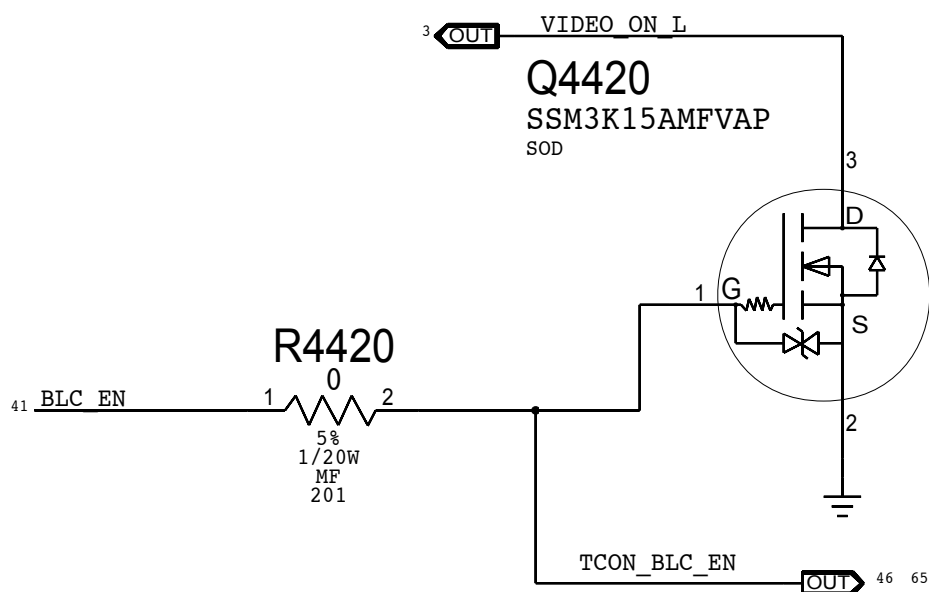 3 OUT VIDEO_ON_L
Q4420
SSM3K15AMFVAP
SOD
3
D
1 G
S
2
R4420
0
41 BLC_EN 1 2
5%
1/20W
MF
201
TCON_BLC_EN
OUT 46 65